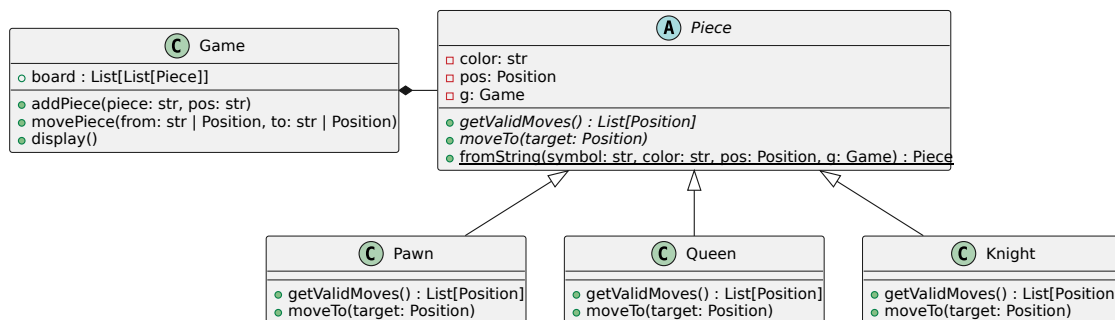 C Game
board : List[List[Piece]]
addPiece(piece: str, pos: str)
movePiece(from: str | Position, to: str | Position)
display()
A Piece
color: str
pos: Position
g: Game
getValidMoves() : List[Position]
moveTo(target: Position)
fromString(symbol: str, color: str, pos: Position, g: Game) : Piece
C Pawn
getValidMoves() : List[Position]
moveTo(target: Position)
C Queen
getValidMoves() : List[Position]
moveTo(target: Position)
C Knight
getValidMoves() : List[Position]
moveTo(target: Position)